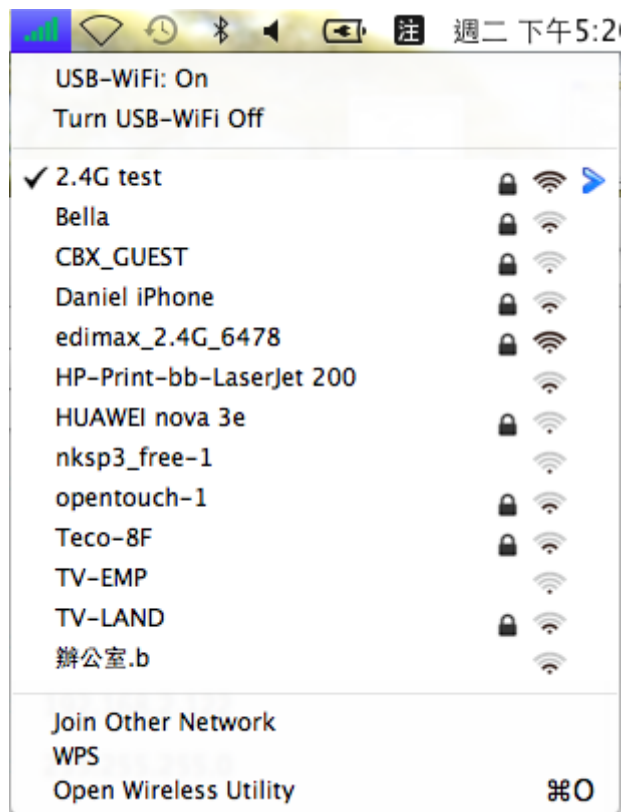 注 週二 下午5:2
USB-WiFi: On
Turn USB-WiFi Off
✓ 2.4G test
Bella
CBX_GUEST
Daniel iPhone
edimax_2.4G_6478
HP-Print-bb-LaserJet 200
HUAWEI nova 3e
nksp3_free-1
opentouch-1
Teco-8F
TV-EMP
TV-LAND
辦公室.b
Join Other Network
WPS
Open Wireless Utility ⌘O